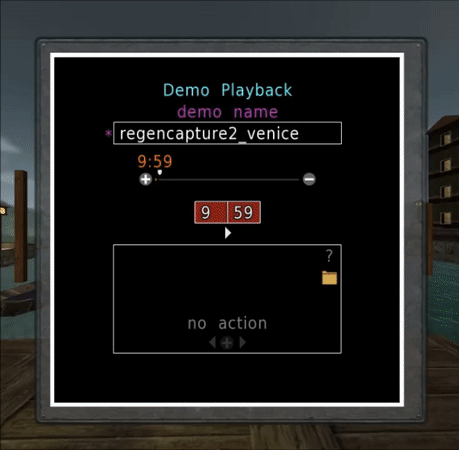 Demo Playback
demo name
* regencapture2_venice
9:59
9 59
?
no action